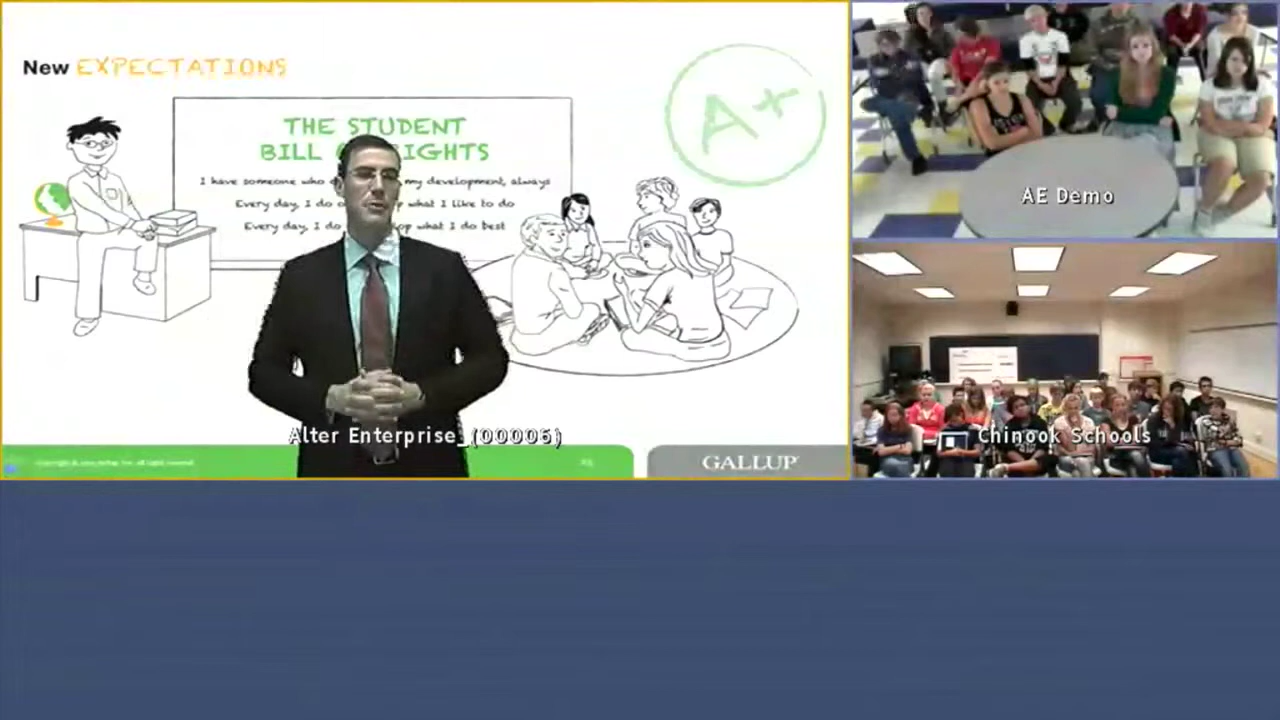 New EXPECTATIONS
THE STUDENT
BILL O RIGHTS
I have someone who my development, always
Every day, I do what I like to do
Every day, I do what I do best
A+
Alter Enterprise_(00006)
GALLUP
AE Demo
Chinook Schools